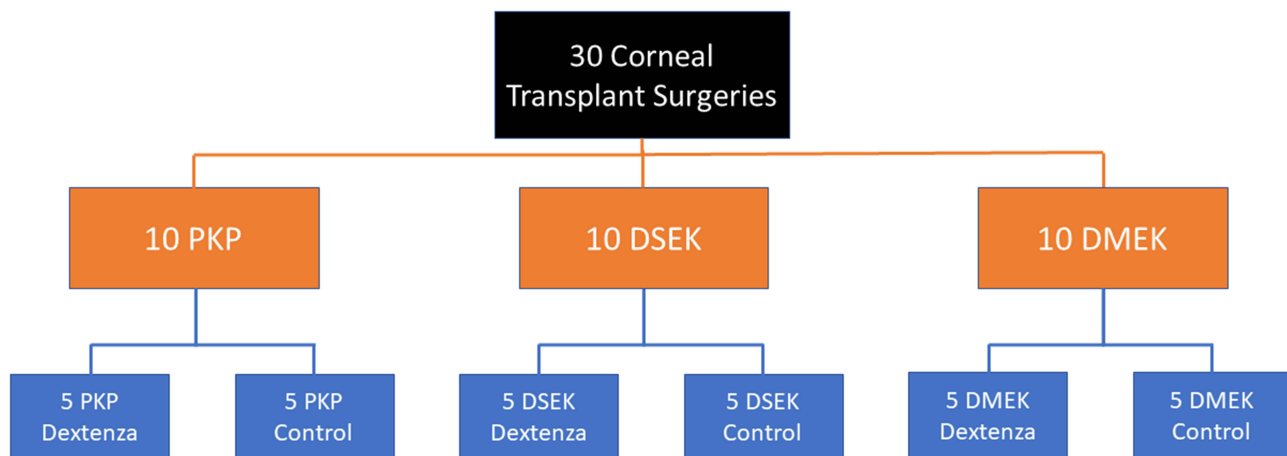 30 Corneal
Transplant Surgeries
10 PKP
10 DSEK
10 DMEK
5 PKP
Dextenza
5 PKP
Control
5 DSEK
Dextenza
5 DSEK
Control
5 DMEK
Dextenza
5 DMEK
Control